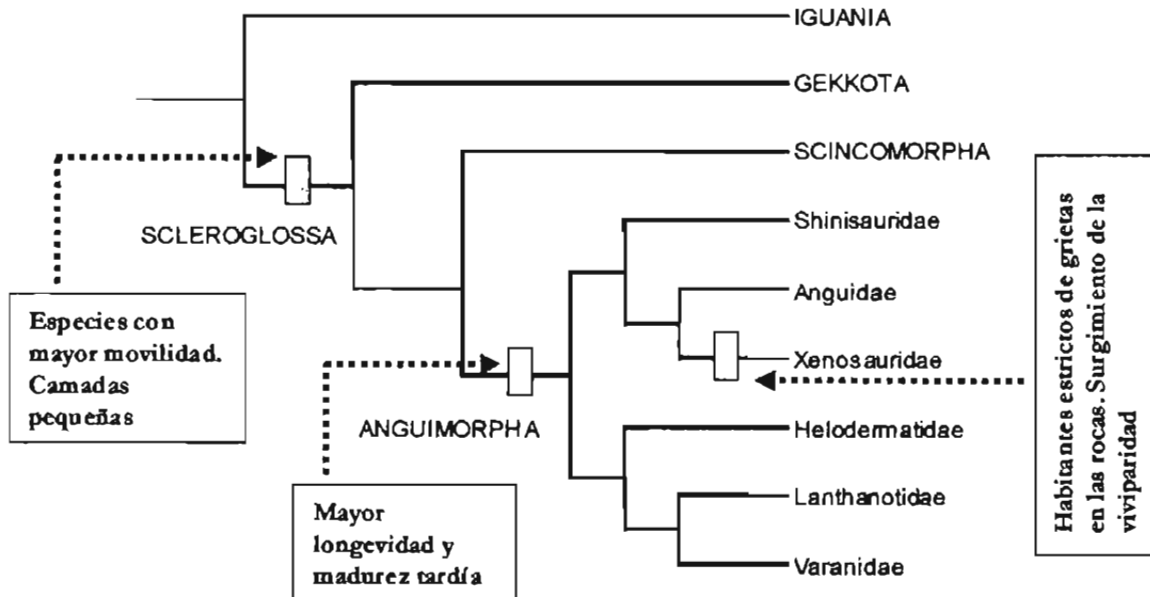 IGUANIA
GEKKOTA
SCINCOMORPHA
SCLEROGLOSSA
Shinisauridae
Anguidae
Xenosauridae
ANGUIMORPHA
Helodermatidae
Lanthanotidae
Varanidae
Especies con
mayor movilidad.
Camadas
pequeñas
Mayor
longevidad y
madurez tardía
Habitantes estrictos de grietas
en las rocas. Surgimiento de la
viviparidad